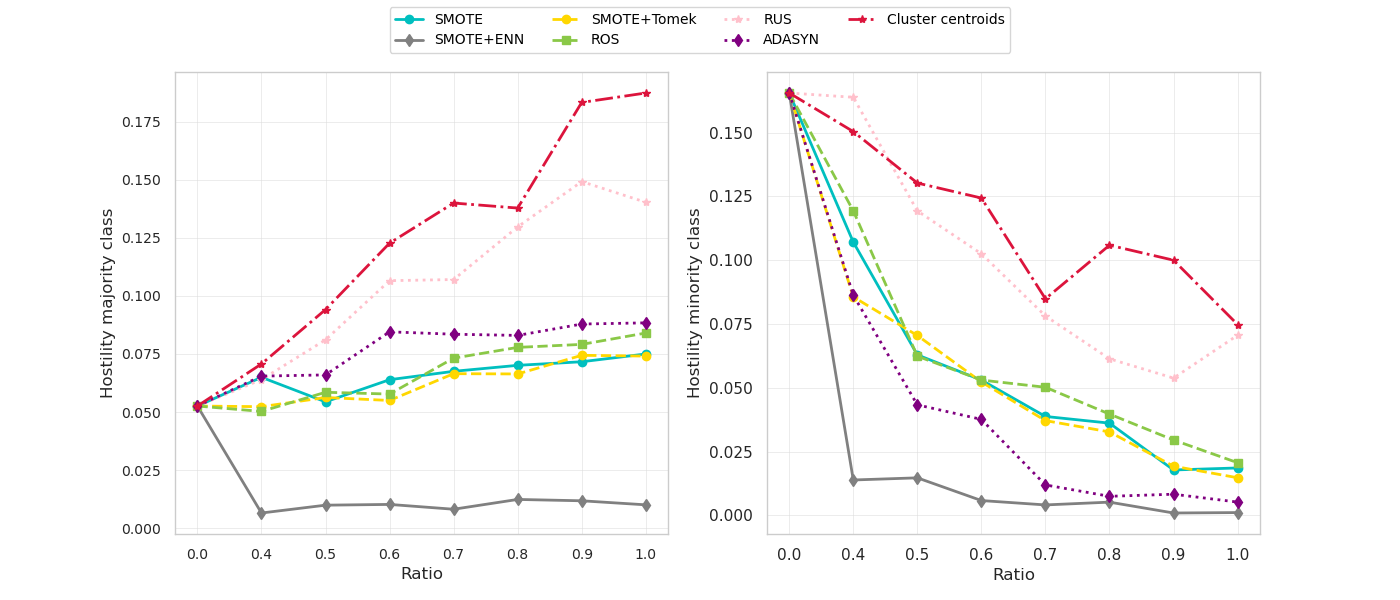 SMOTE SMOTE+Tomek RUS Cluster centroids
SMOTE+ENN ROS ADASYN
Hostility majority class
0.175
0.150
0.125
0.100
0.075
0.050
0.025
0.000
0.0 0.4 0.5 0.6 0.7 0.8 0.9 1.0
Ratio
Hostility minority class
0.150
0.125
0.100
0.075
0.050
0.025
0.000
0.0 0.4 0.5 0.6 0.7 0.8 0.9 1.0
Ratio